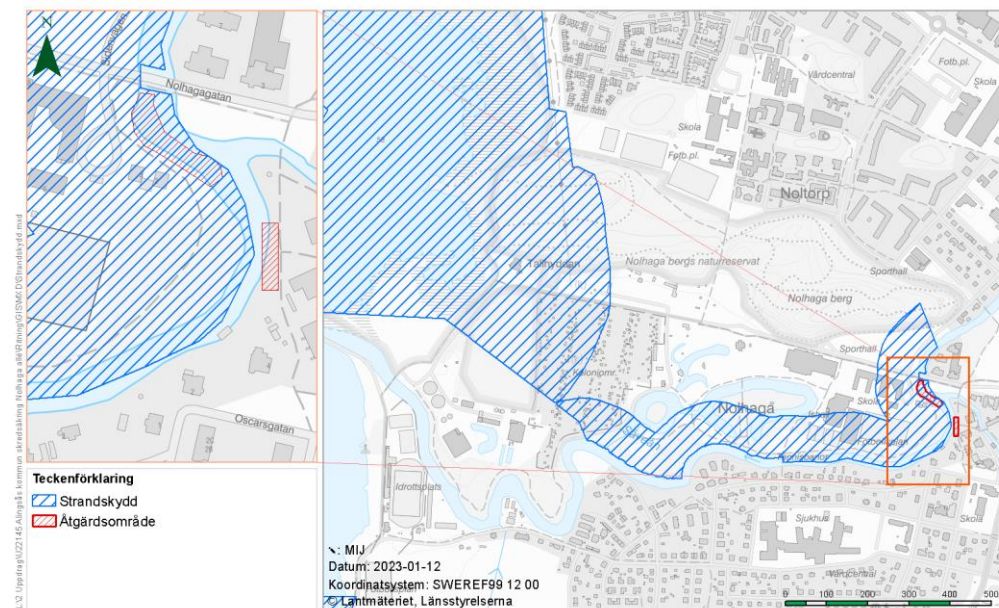 N
Nolhagagatan
Oscarsgatan
Teckenförklaring
Strandskydd
Åtgärdsområde
Vårdcentral
Fotb.pl.
Skola
Fotb.pl.
Noltorp
Tallhyddan
Nolhaga bergs naturreservat
Sporthall
Nolhaga berg
Sporthall
Koloniomr.
Skola
Nolhaga
Idrottsplats
Sjukhus
Skola
Vårdcentral
Fotbollsplan
: MIJ
Datum: 2023-01-12
Koordinatsystem: SWEREF99 12 00
© Lantmäteriet, Länsstyrelserna
0 100 200 300 400 500